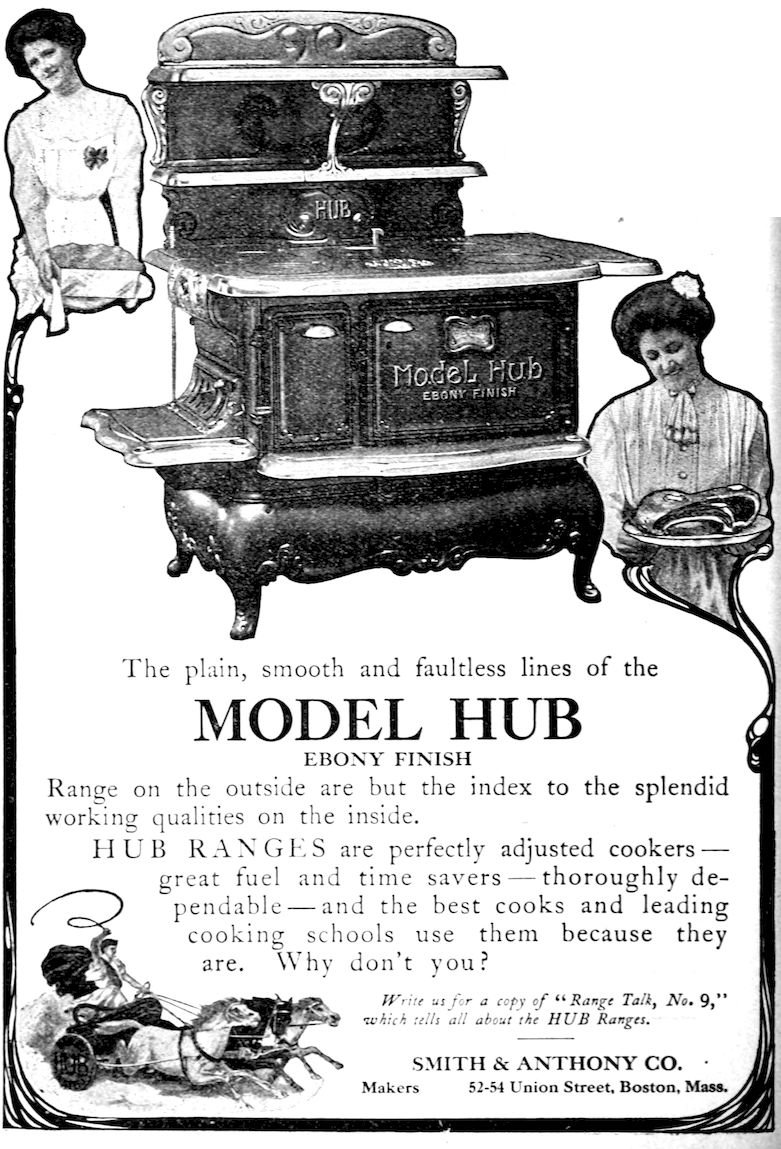 HUB
Model Hub
EBONY FINISH
The plain, smooth and faultless lines of the
MODEL HUB
EBONY FINISH
Range on the outside are but the index to the splendid
working qualities on the inside.
HUB RANGES are perfectly adjusted cookers —
great fuel and time savers — thoroughly de-
pendable — and the best cooks and leading
cooking schools use them because they
are. Why don't you?
Write us for a copy of "Range Talk, No. 9,"
which tells all about the HUB Ranges.
SMITH & ANTHONY CO.
Makers 52-54 Union Street, Boston, Mass.
HUB